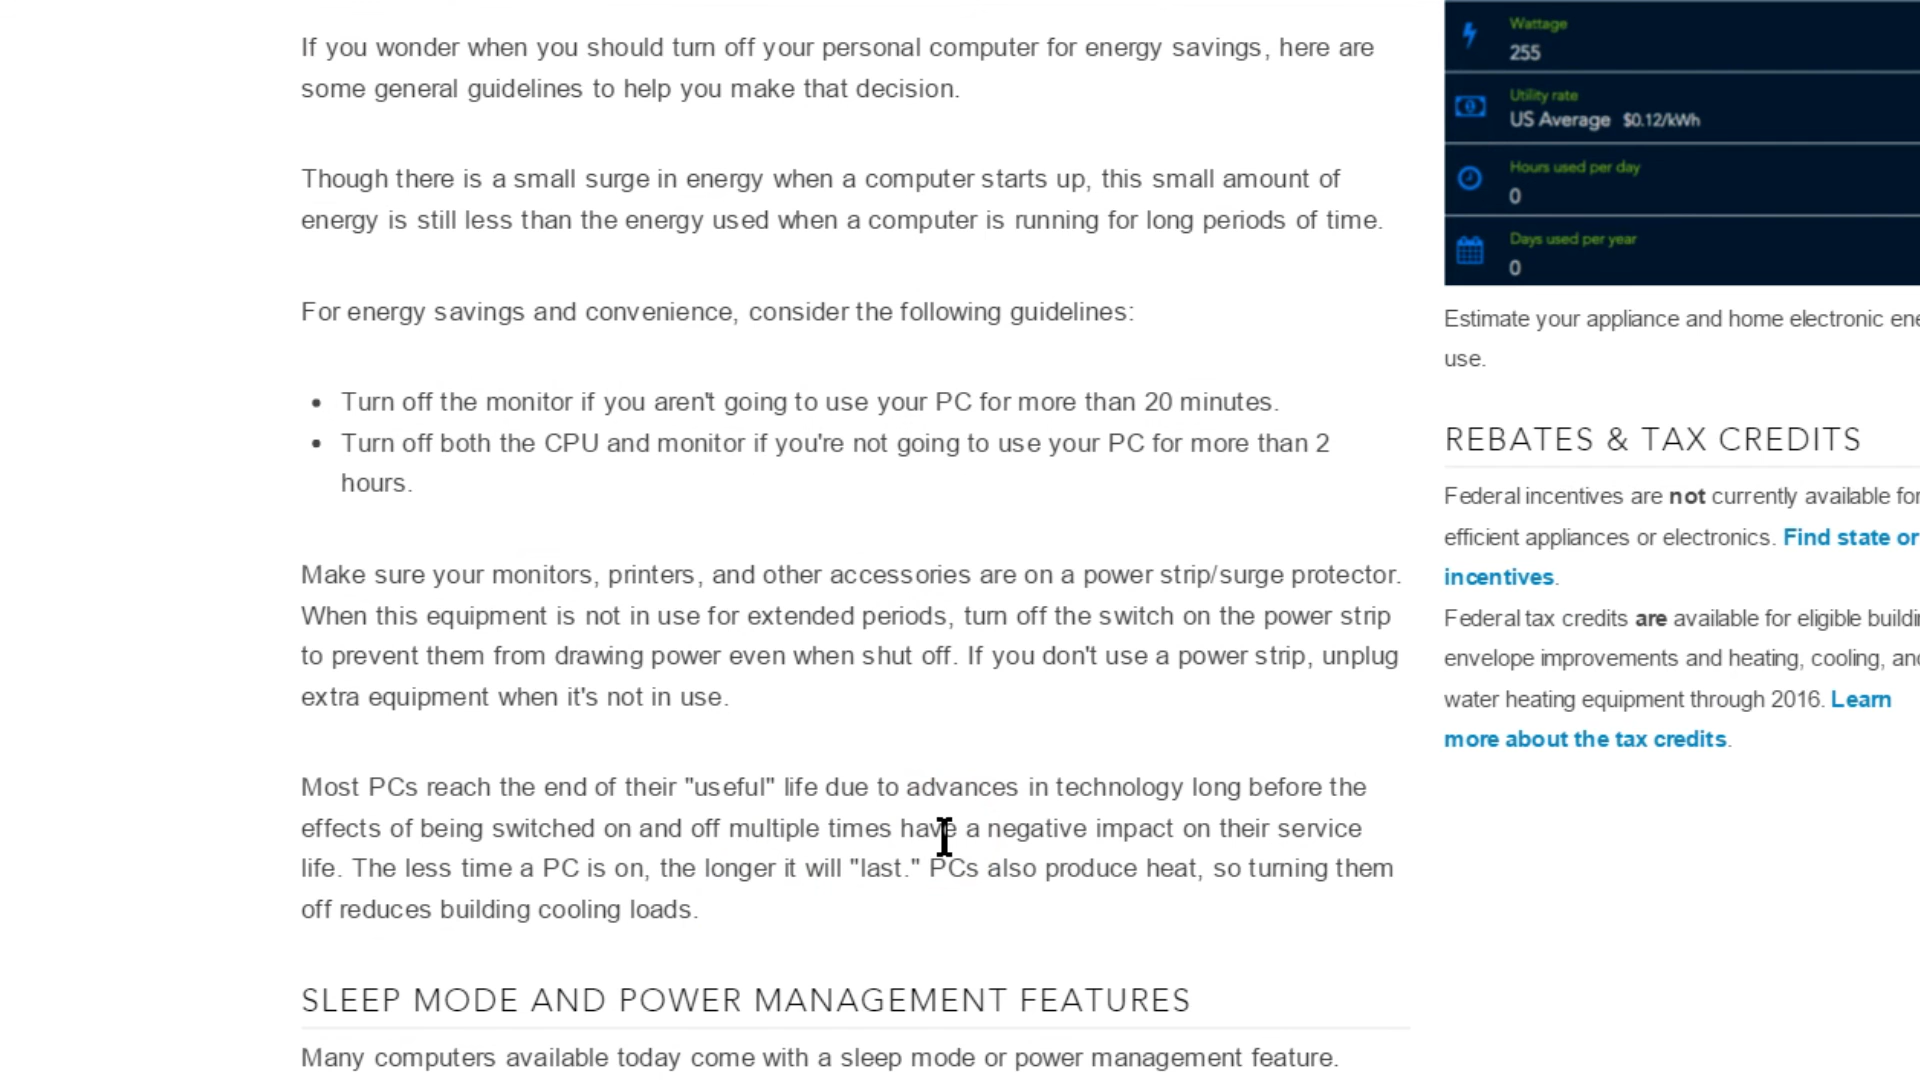 If you wonder when you should turn off your personal computer for energy savings, here are
some general guidelines to help you make that decision.
Though there is a small surge in energy when a computer starts up, this small amount of
energy is still less than the energy used when a computer is running for long periods of time.
For energy savings and convenience, consider the following guidelines:
• Turn off the monitor if you aren't going to use your PC for more than 20 minutes.
• Turn off both the CPU and monitor if you're not going to use your PC for more than 2
hours.
Make sure your monitors, printers, and other accessories are on a power strip/surge protector.
When this equipment is not in use for extended periods, turn off the switch on the power strip
to prevent them from drawing power even when shut off. If you don't use a power strip, unplug
extra equipment when it's not in use.
Most PCs reach the end of their "useful" life due to advances in technology long before the
effects of being switched on and off multiple times have a negative impact on their service
life. The less time a PC is on, the longer it will "last." PCs also produce heat, so turning them
off reduces building cooling loads.
SLEEP MODE AND POWER MANAGEMENT FEATURES
Many computers available today come with a sleep mode or power management feature.
Wattage
255
Utility rate
US Average $0.12/kWh
Hours used per day
0
Days used per year
0
Estimate your appliance and home electronic ene
use.
REBATES & TAX CREDITS
Federal incentives are not currently available for
efficient appliances or electronics. Find state or
incentives.
Federal tax credits are available for eligible buildin
envelope improvements and heating, cooling, and
water heating equipment through 2016. Learn
more about the tax credits.